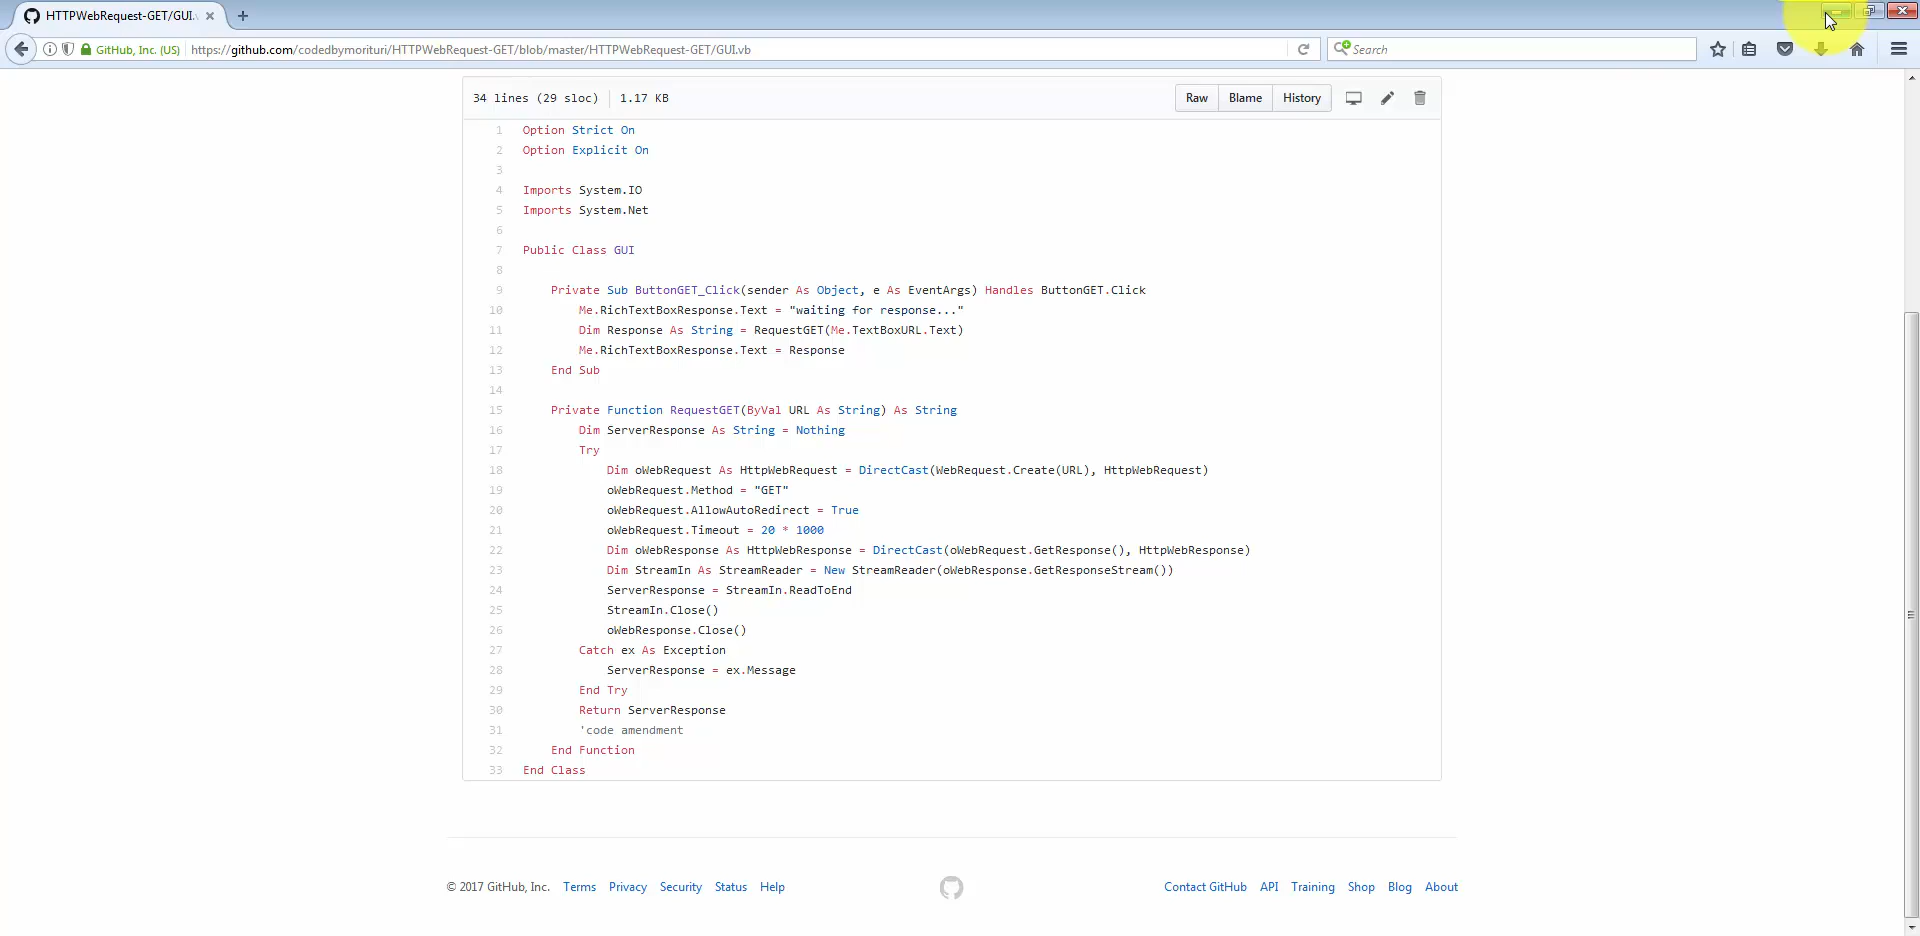 HTTPWebRequest-GET/GUI.
GitHub, Inc. (US) https://github.com/codedbymorituri/HTTPWebRequest-GET/blob/master/HTTPWebRequest-GET/GUI.vb Search
34 lines (29 sloc) 1.17 KB Raw Blame History
1 Option Strict On
2 Option Explicit On
3
4 Imports System.IO
5 Imports System.Net
6
7 Public Class GUI
8
9 Private Sub ButtonGET_Click(sender As Object, e As EventArgs) Handles ButtonGET.Click
10 Me.RichTextBoxResponse.Text = "waiting for response..."
11 Dim Response As String = RequestGET(Me.TextBoxURL.Text)
12 Me.RichTextBoxResponse.Text = Response
13 End Sub
14
15 Private Function RequestGET(ByVal URL As String) As String
16 Dim ServerResponse As String = Nothing
17 Try
18 Dim oWebRequest As HttpWebRequest = DirectCast(WebRequest.Create(URL), HttpWebRequest)
19 oWebRequest.Method = "GET"
20 oWebRequest.AllowAutoRedirect = True
21 oWebRequest.Timeout = 20 * 1000
22 Dim oWebResponse As HttpWebResponse = DirectCast(oWebRequest.GetResponse(), HttpWebResponse)
23 Dim StreamIn As StreamReader = New StreamReader(oWebResponse.GetResponseStream())
24 ServerResponse = StreamIn.ReadToEnd
25 StreamIn.Close()
26 oWebResponse.Close()
27 Catch ex As Exception
28 ServerResponse = ex.Message
29 End Try
30 Return ServerResponse
31 'code amendment
32 End Function
33 End Class
© 2017 GitHub, Inc. Terms Privacy Security Status Help Contact GitHub API Training Shop Blog About